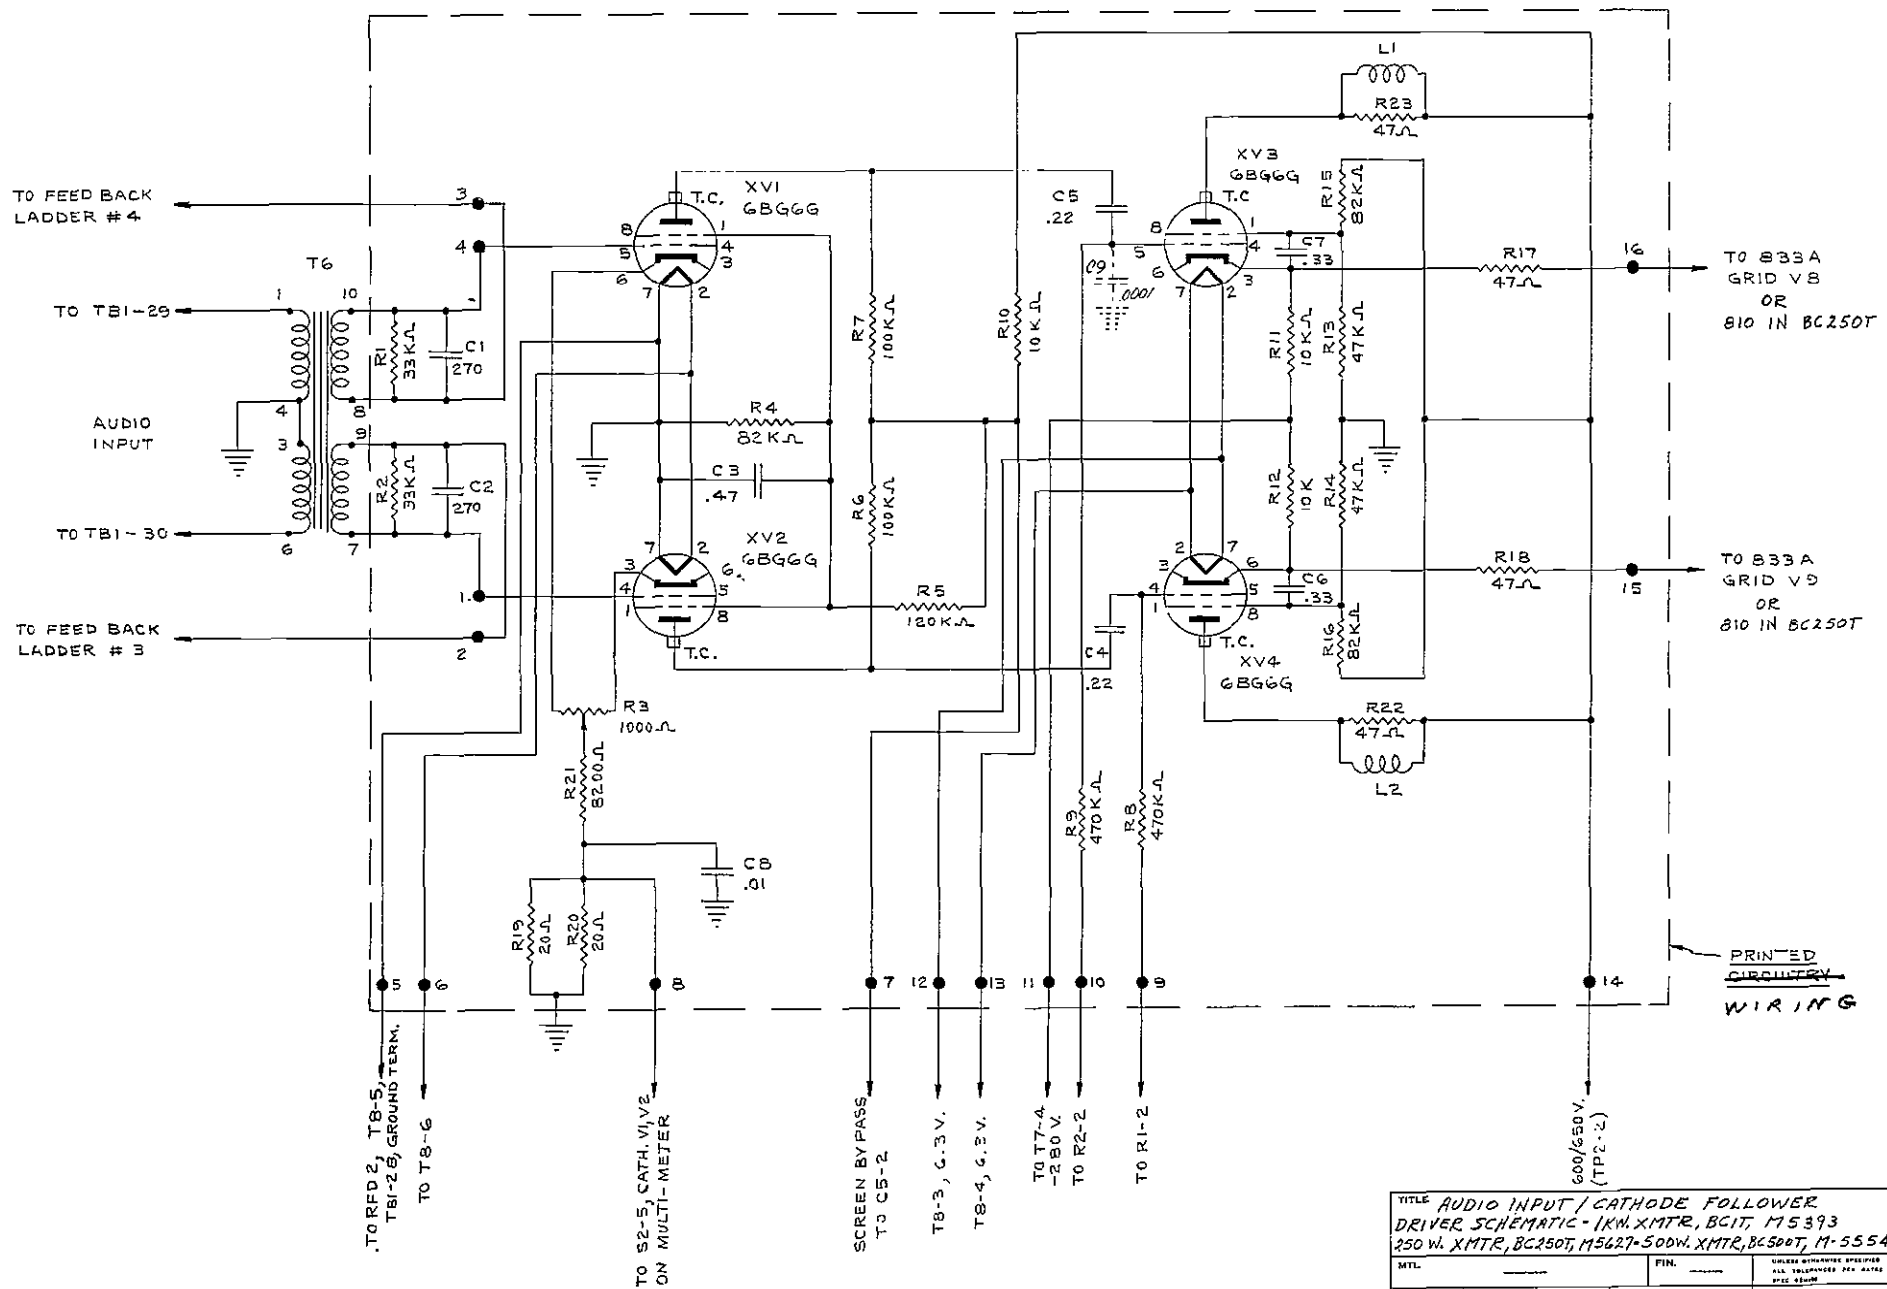 L1
R23
47Ω
XV3
6BG6G
T.C
R15
82KΩ
TO FEED BACK
LADDER #4
3
4
XV1
6BG6G
T.C.
8
1
5
4
3
6
7
2
C5
.22
8
1
5
4
3
6
7
2
C9
.0001
C7
.33
R17
47Ω
16
TO 833A
GRID V8
OR
810 IN BC250T
T6
1
10
TO TB1-29
R1
33KΩ
C1
270
4
8
AUDIO
INPUT
3
9
R2
33KΩ
C2
270
TO TB1-30
6
7
R7
100KΩ
R10
10KΩ
R11
10KΩ
R13
47KΩ
R4
82KΩ
C3
.47
R6
100KΩ
R12
10K
R14
47KΩ
XV2
6BG6G
7
2
3
6
4
5
1
8
T.C.
1
2
TO FEED BACK
LADDER #3
R5
120KΩ
2
7
3
6
4
5
1
8
T.C.
C4
.22
XV4
6BG6G
C6
.33
R16
82KΩ
R18
47Ω
15
TO 833A
GRID V9
OR
810 IN BC250T
R3
1000Ω
R22
47Ω
L2
R21
8200Ω
R9
470KΩ
R8
470KΩ
C8
.01
R19
20Ω
R20
20Ω
PRINTED
CIRCUITRY
WIRING
5
6
8
7
12
13
11
10
9
14
TO RFD 2, T8-5,
TB1-28, GROUND TERM.
TO T8-6
TO S2-5, CATH. V1, V2
ON MULTI-METER
SCREEN BYPASS
TO C5-2
T8-3, 6.3V.
T8-4, 6.3V.
TO T7-4
-280V.
TO R2-2
TO R1-2
600/650V.
(TP2-2)
TITLE AUDIO INPUT / CATHODE FOLLOWER
DRIVER SCHEMATIC - 1KW. XMTR, BC1T, M5393
250 W. XMTR, BC250T, M5627-500W. XMTR, BC500T, M-5554
MTL.
FIN.
UNLESS OTHERWISE SPECIFIED